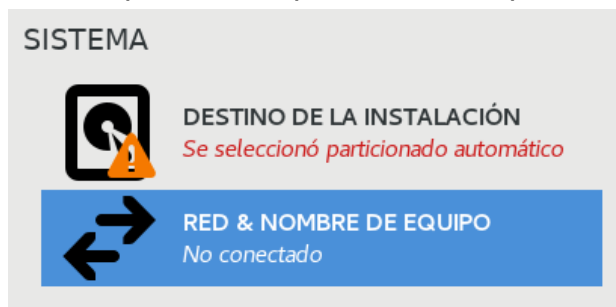 SISTEMA
DESTINO DE LA INSTALACIÓN
Se seleccionó particionado automático
RED & NOMBRE DE EQUIPO
No conectado